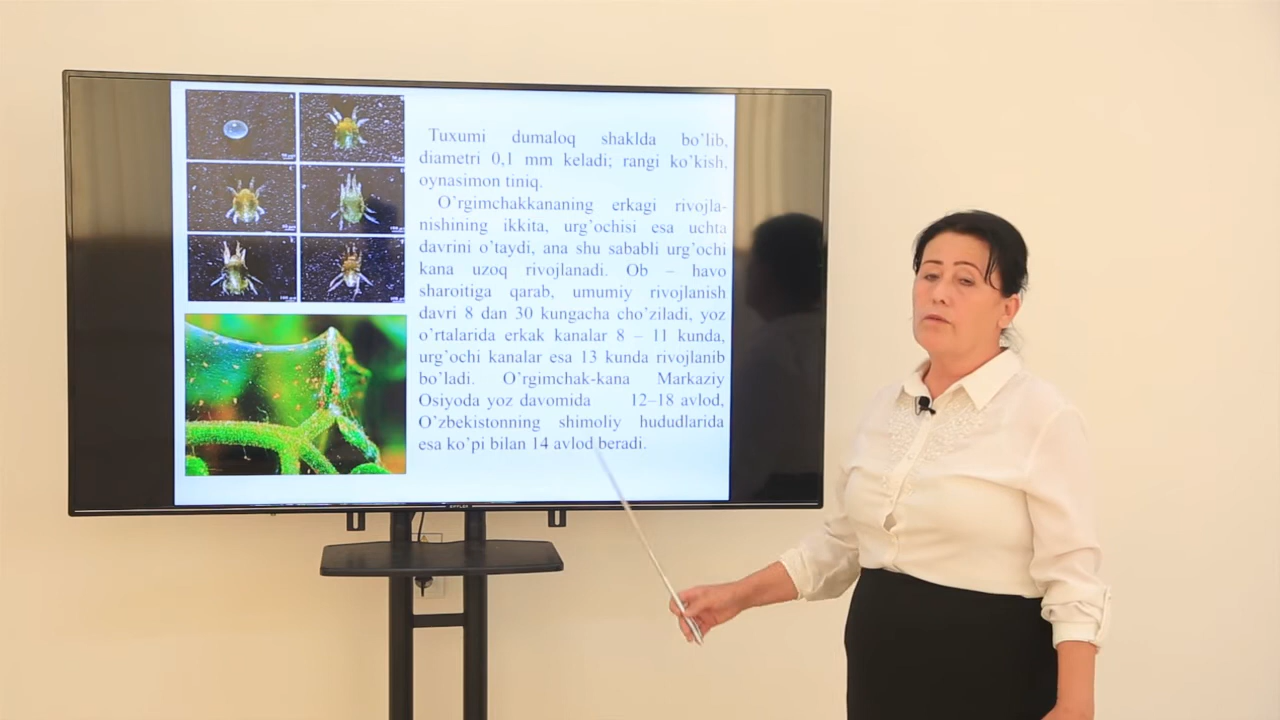 Tuxumi dumaloq shaklda bo’lib,
diametri 0,1 mm keladi; rangi ko’kish,
oynasimon tiniq.
O’rgimchakkananing erkagi rivojla-
nishining ikkita, urg’ochisi esa uchta
davrini o’taydi, ana shu sababli urg’ochi
kana uzoq rivojlanadi. Ob – havo
sharoitiga qarab, umumiy rivojlanish
davri 8 dan 30 kungacha cho’ziladi, yoz
o’rtalarida erkak kanalar 8 – 11 kunda,
urg’ochi kanalar esa 13 kunda rivojlanib
bo’ladi. O’rgimchak-kana Markaziy
Osiyoda yoz davomida 12–18 avlod,
O’zbekistonning shimoliy hududlarida
esa ko’pi bilan 14 avlod beradi.